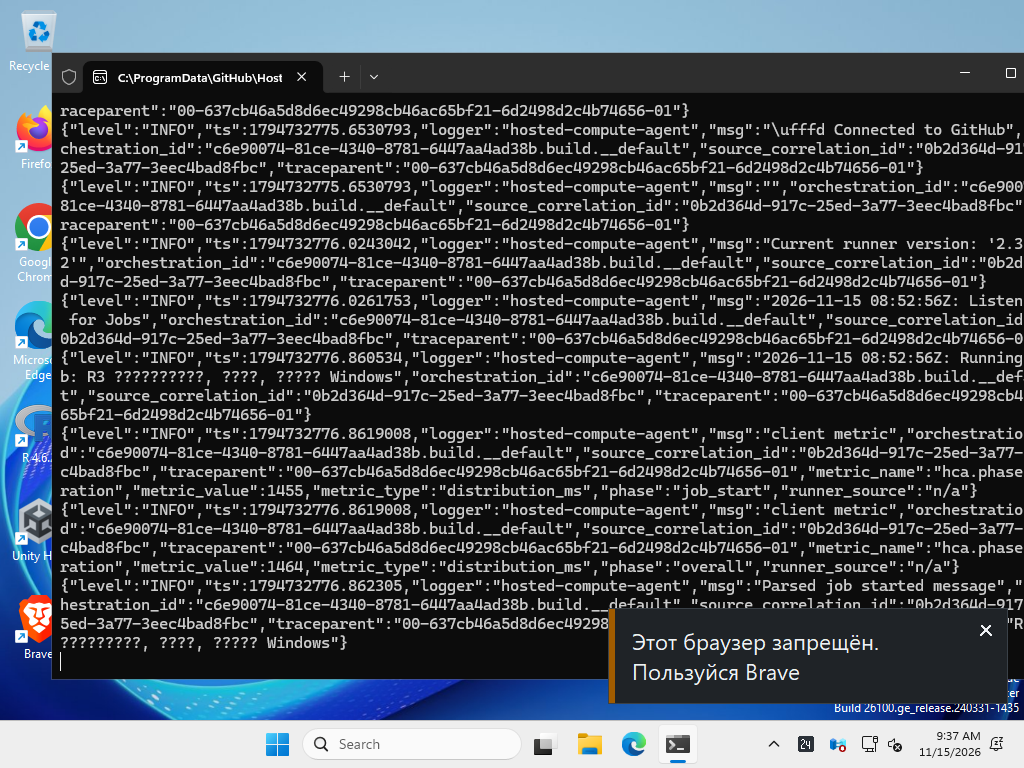 Recycle
Firefo
Googl
Chrom
Micros
Edge
R 4.6.
Unity H
Brave
C:\ProgramData\GitHub\Host
raceparent":"00-637cb46a5d8d6ec49298cb46ac65bf21-6d2498d2c4b74656-01"}
{"level":"INFO","ts":1794732775.6530793,"logger":"hosted-compute-agent","msg":"\ufffd Connected to GitHub",
chestration_id":"c6e90074-81ce-4340-8781-6447aa4ad38b.build.__default","source_correlation_id":"0b2d364d-917
25ed-3a77-3eec4bad8fbc","traceparent":"00-637cb46a5d8d6ec49298cb46ac65bf21-6d2498d2c4b74656-01"}
{"level":"INFO","ts":1794732775.6530793,"logger":"hosted-compute-agent","msg":"","orchestration_id":"c6e9007
81ce-4340-8781-6447aa4ad38b.build.__default","source_correlation_id":"0b2d364d-917c-25ed-3a77-3eec4bad8fbc"
raceparent":"00-637cb46a5d8d6ec49298cb46ac65bf21-6d2498d2c4b74656-01"}
{"level":"INFO","ts":1794732776.0243042,"logger":"hosted-compute-agent","msg":"Current runner version: '2.3
2'","orchestration_id":"c6e90074-81ce-4340-8781-6447aa4ad38b.build.__default","source_correlation_id":"0b2d
d-917c-25ed-3a77-3eec4bad8fbc","traceparent":"00-637cb46a5d8d6ec49298cb46ac65bf21-6d2498d2c4b74656-01"}
{"level":"INFO","ts":1794732776.0261753,"logger":"hosted-compute-agent","msg":"2026-11-15 08:52:56Z: Listen
for Jobs","orchestration_id":"c6e90074-81ce-4340-8781-6447aa4ad38b.build.__default","source_correlation_id
0b2d364d-917c-25ed-3a77-3eec4bad8fbc","traceparent":"00-637cb46a5d8d6ec49298cb46ac65bf21-6d2498d2c4b74656-0
{"level":"INFO","ts":1794732776.860534,"logger":"hosted-compute-agent","msg":"2026-11-15 08:52:56Z: Running
b: R3 ??????????, ????, ????? Windows","orchestration_id":"c6e90074-81ce-4340-8781-6447aa4ad38b.build.__def
t","source_correlation_id":"0b2d364d-917c-25ed-3a77-3eec4bad8fbc","traceparent":"00-637cb46a5d8d6ec49298cb46
65bf21-6d2498d2c4b74656-01"}
{"level":"INFO","ts":1794732776.8619008,"logger":"hosted-compute-agent","msg":"client metric","orchestratio
d":"c6e90074-81ce-4340-8781-6447aa4ad38b.build.__default","source_correlation_id":"0b2d364d-917c-25ed-3a77-
c4bad8fbc","traceparent":"00-637cb46a5d8d6ec49298cb46ac65bf21-6d2498d2c4b74656-01","metric_name":"hca.phase
ration","metric_value":1455,"metric_type":"distribution_ms","phase":"job_start","runner_source":"n/a"}
{"level":"INFO","ts":1794732776.8619008,"logger":"hosted-compute-agent","msg":"client metric","orchestratio
d":"c6e90074-81ce-4340-8781-6447aa4ad38b.build.__default","source_correlation_id":"0b2d364d-917c-25ed-3a77-
c4bad8fbc","traceparent":"00-637cb46a5d8d6ec49298cb46ac65bf21-6d2498d2c4b74656-01","metric_name":"hca.phase
ration","metric_value":1464,"metric_type":"distribution_ms","phase":"overall","runner_source":"n/a"}
{"level":"INFO","ts":1794732776.862305,"logger":"hosted-compute-agent","msg":"Parsed job started message","
hestration_id":"c6e90074-81ce-4340-8781-6447aa4ad38b.build.__default","source_correlation_id":"0b2d364d-917
5ed-3a77-3eec4bad8fbc","traceparent":"00-637cb46a5d8d6ec49298
?????????, ????, ????? Windows"}
Этот браузер запрещён.
Пользуйся Brave
Build 26100.ge_release.240331-1435
Search
24
9:37 AM
11/15/2026